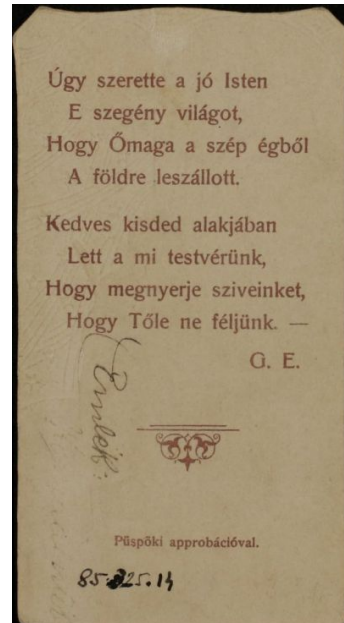 Úgy szerette a jó Isten
E szegény világot,
Hogy Őmaga a szép égből
A földre leszállott.
Kedves kisded alakjában
Lett a mi testvérünk,
Hogy megnyerje sziveinket,
Hogy Tőle ne féljünk. —
G. E.
Emlék:
Püspöki approbációval.
85.325.14